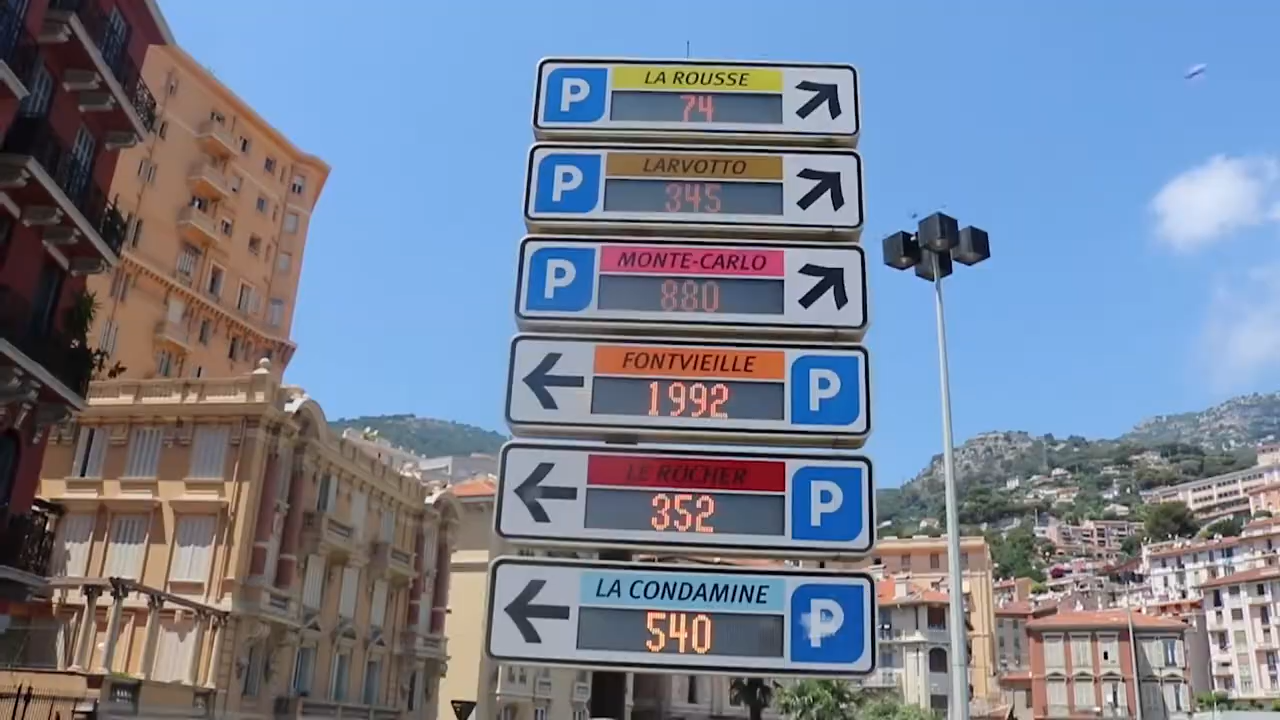 P LA ROUSSE
74
P LARVOTTO
345
P MONTE-CARLO
880
FONTVIEILLE P
1992
LE ROCHER P
352
LA CONDAMINE P
540